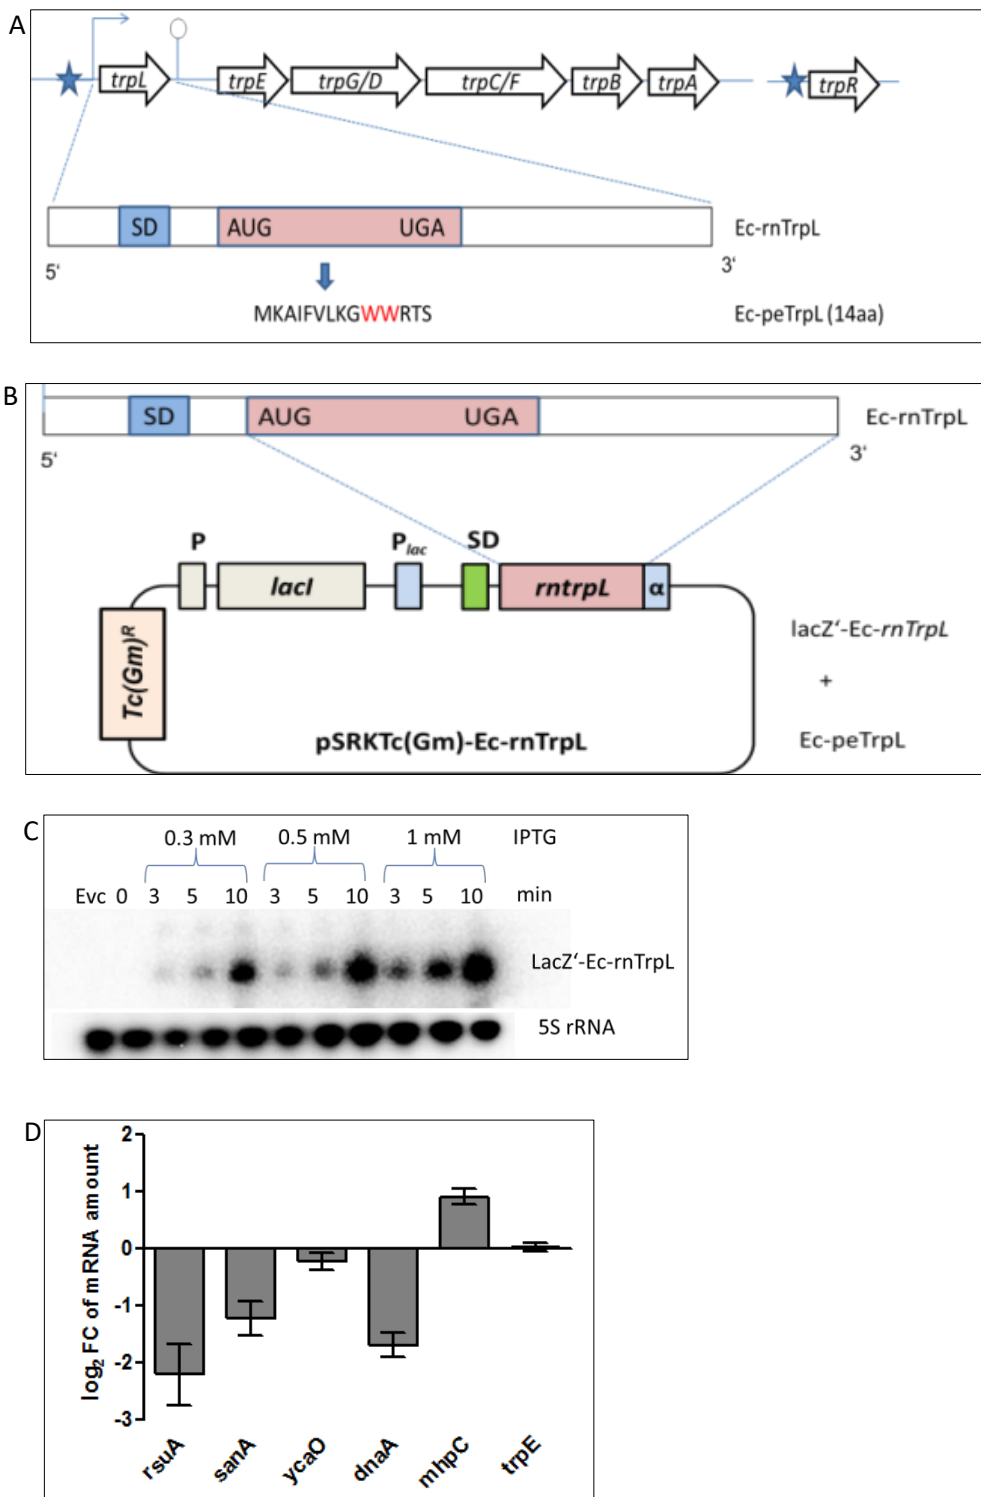 A
trpL trpE trpG/D trpC/F trpB trpA trpR
SD AUG UGA Ec-rnTrpL
5‘ 3‘
MKAIFVLKGWWRTS Ec-peTrpL (14aa)
B
SD AUG UGA Ec-rnTrpL
5‘ 3‘
P Plac SD
lacI rntrpL α
Tc(Gm)R
lacZ‘-Ec-rnTrpL
+
pSRKTc(Gm)-Ec-rnTrpL Ec-peTrpL
C
0.3 mM 0.5 mM 1 mM IPTG
Evc 0 3 5 10 3 5 10 3 5 10 min
LacZ‘-Ec-rnTrpL
5S rRNA
D
log2 FC of mRNA amount
2
1
0
-1
-2
-3
rsuA sanA ycaO dnaA mhpC trpE